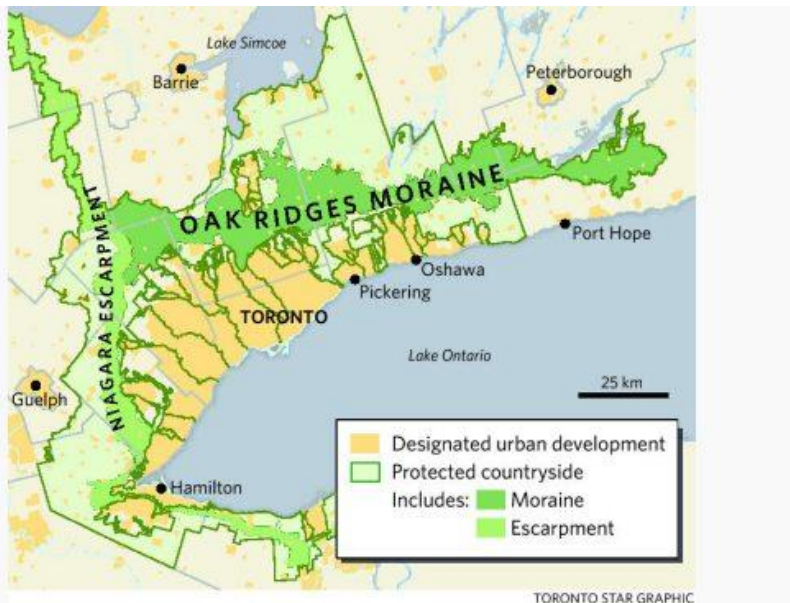 Lake Simcoe
Barrie
Peterborough
OAK RIDGES MORAINE
NIAGARA ESCARPMENT
Port Hope
Oshawa
Pickering
TORONTO
Lake Ontario
25 km
Guelph
Hamilton
Designated urban development
Protected countryside
Includes: Moraine
Escarpment
TORONTO STAR GRAPHIC